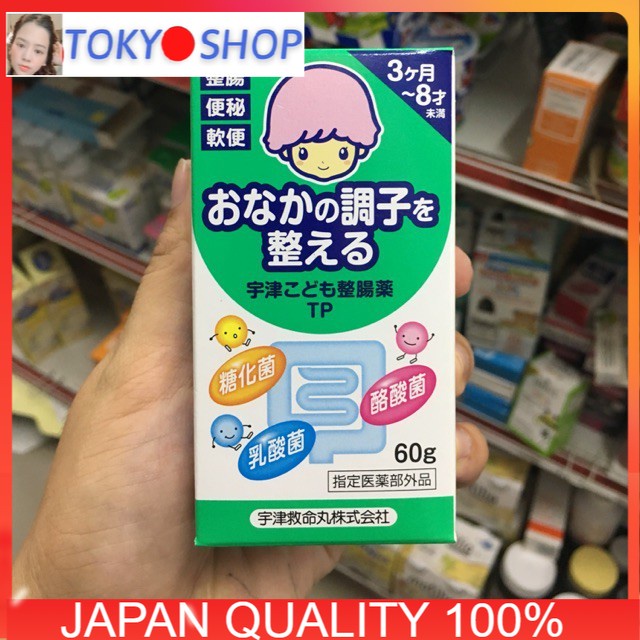 TOKYO SHOP
整腸
便秘
軟便
3ヶ月
~8才
未満
おなかの調子を
整える
宇津こども整腸薬
TP
糖化菌
酪酸菌
乳酸菌
60g
指定医薬部外品
宇津救命丸株式会社
JAPAN QUALITY 100%